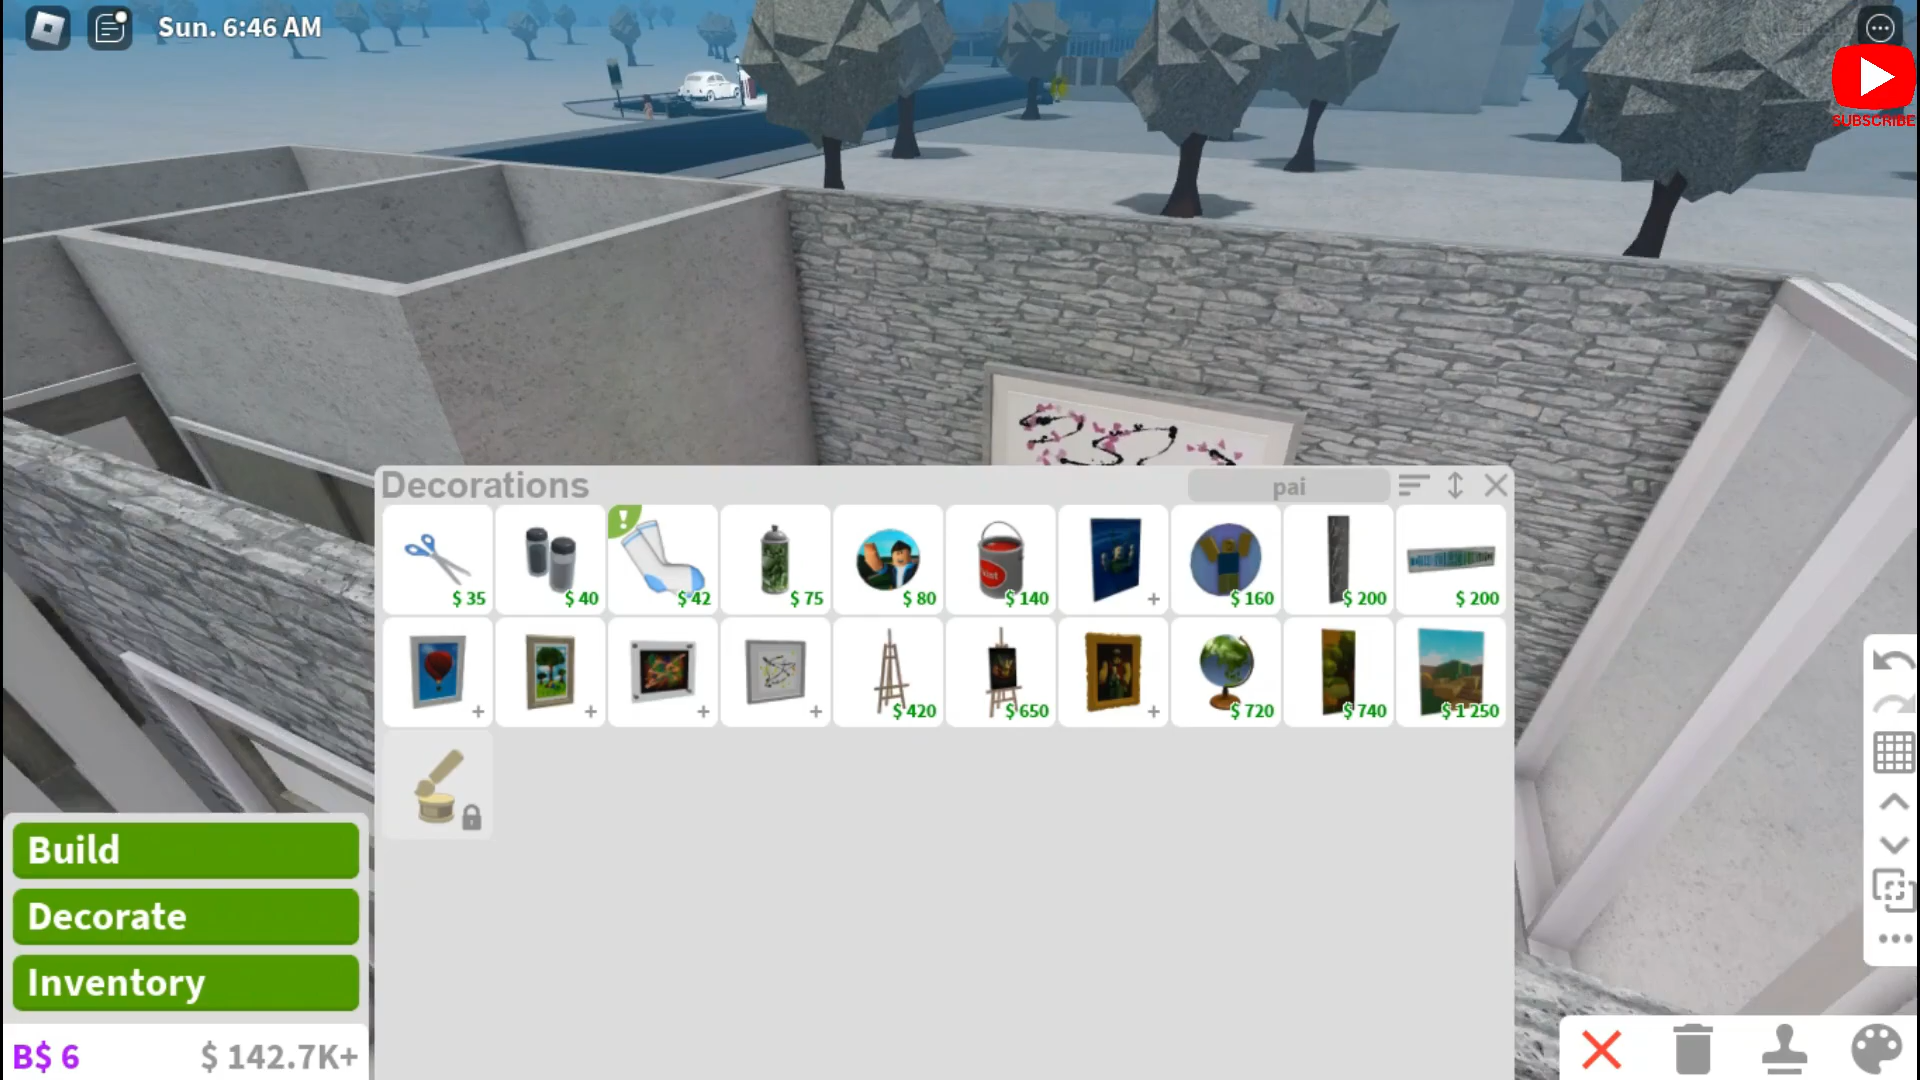 Sun. 6:46 AM
SUBSCRIBE
Decorations
pai
$ 35
$ 40
$ 42
$ 75
$ 80
$ 140
$ 160
$ 200
$ 200
$ 420
$ 650
$ 720
$ 740
$ 1 250
Build
Decorate
Inventory
B$ 6
$ 142.7K+